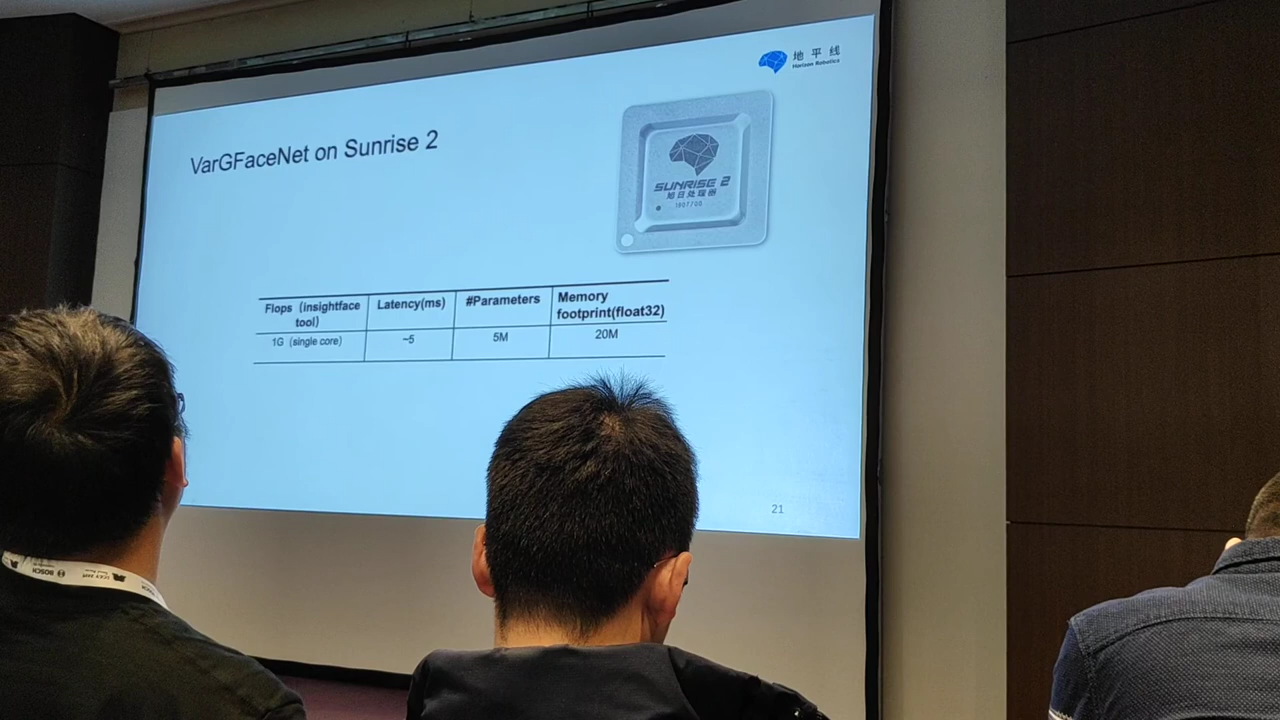 地平线
Horizon Robotics
VarGFaceNet on Sunrise 2
SUNRISE 2
旭日处理器
Flops（insightface tool）
Latency(ms)
#Parameters
Memory footprint(float32)
1G（single core）
~5
5M
20M
21
BOSCH